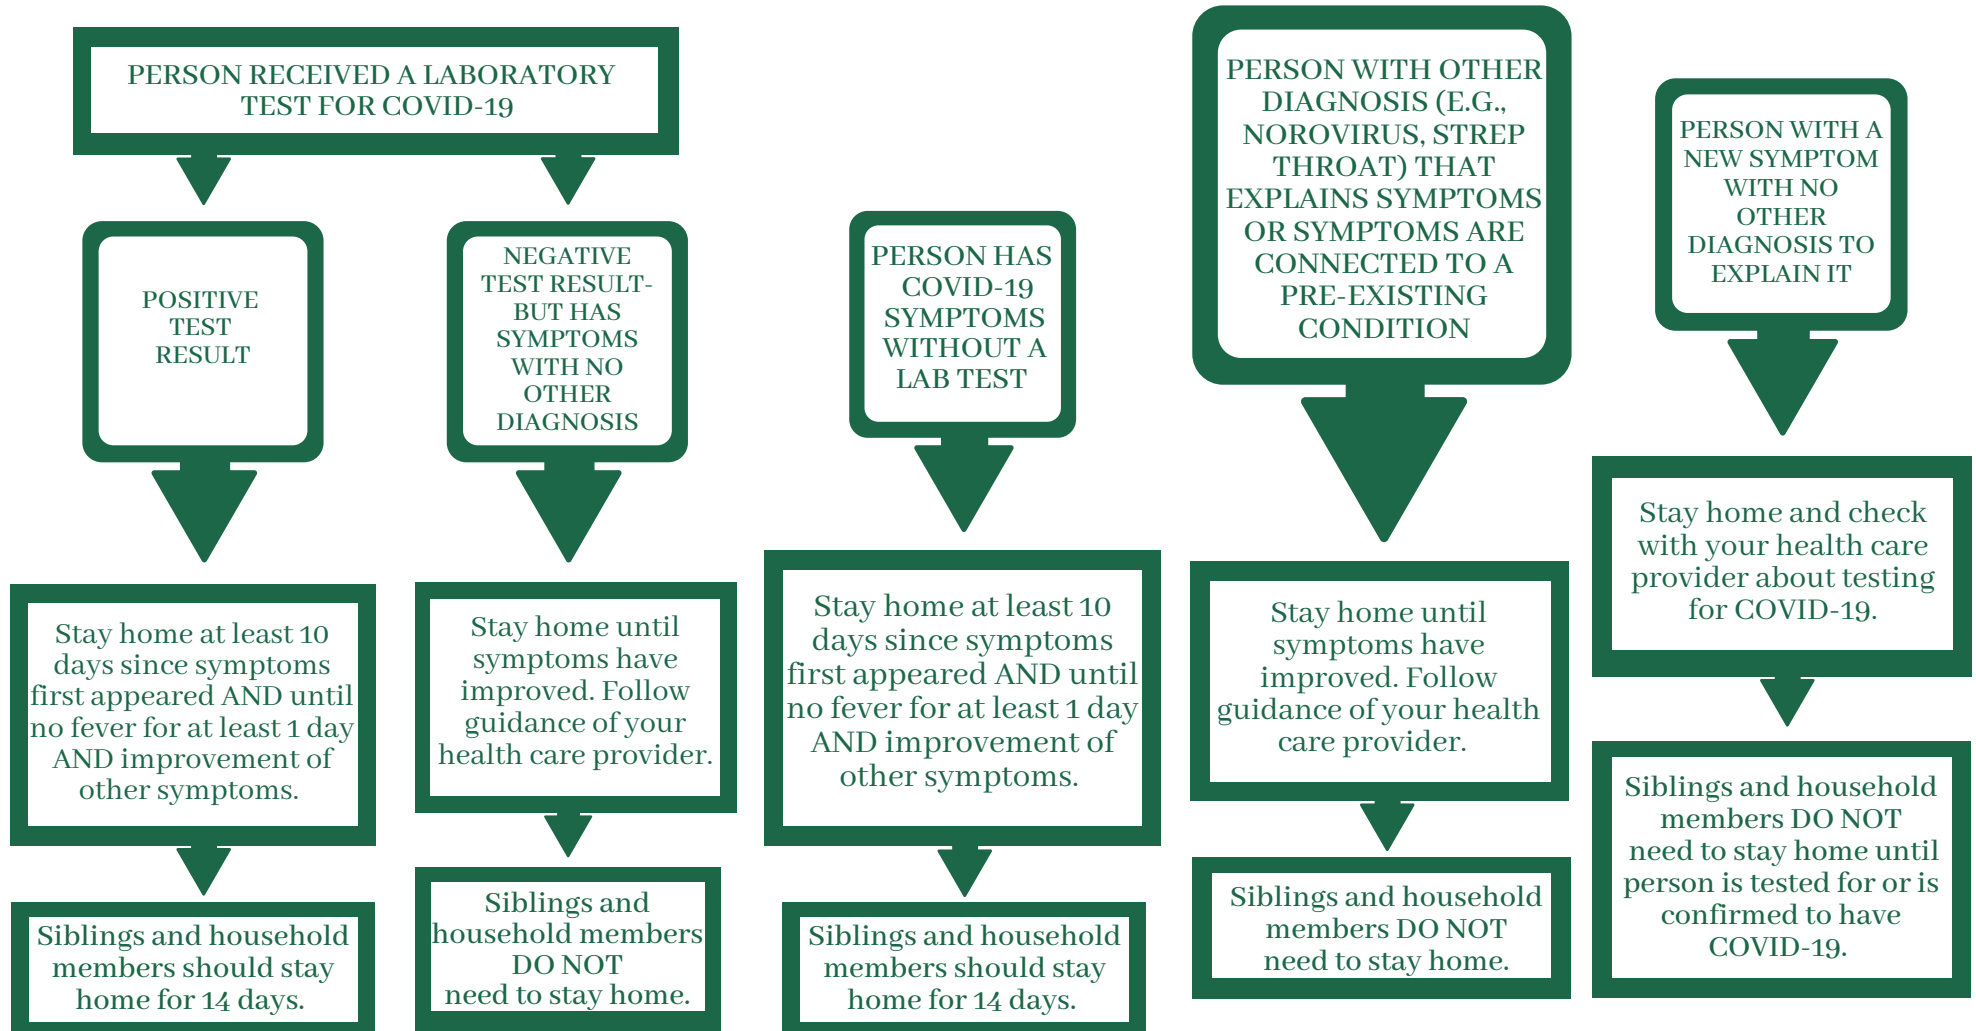 PERSON RECEIVED A LABORATORY
TEST FOR COVID-19
POSITIVE
TEST
RESULT
Stay home at least 10
days since symptoms
first appeared AND until
no fever for at least 1 day
AND improvement of
other symptoms.
Siblings and household
members should stay
home for 14 days.
NEGATIVE
TEST RESULT-
BUT HAS
SYMPTOMS
WITH NO
OTHER
DIAGNOSIS
Stay home until
symptoms have
improved. Follow
guidance of your
health care provider.
Siblings and
household members
DO NOT
need to stay home.
PERSON HAS
COVID-19
SYMPTOMS
WITHOUT A
LAB TEST
Stay home at least 10
days since symptoms
first appeared AND until
no fever for at least 1 day
AND improvement of
other symptoms.
Siblings and household
members should stay
home for 14 days.
PERSON WITH OTHER
DIAGNOSIS (E.G.,
NOROVIRUS, STREP
THROAT) THAT
EXPLAINS SYMPTOMS
OR SYMPTOMS ARE
CONNECTED TO A
PRE-EXISTING
CONDITION
Stay home until
symptoms have
improved. Follow
guidance of your health
care provider.
Siblings and household
members DO NOT
need to stay home.
PERSON WITH A
NEW SYMPTOM
WITH NO
OTHER
DIAGNOSIS TO
EXPLAIN IT
Stay home and check
with your health care
provider about testing
for COVID-19.
Siblings and household
members DO NOT
need to stay home until
person is tested for or is
confirmed to have
COVID-19.